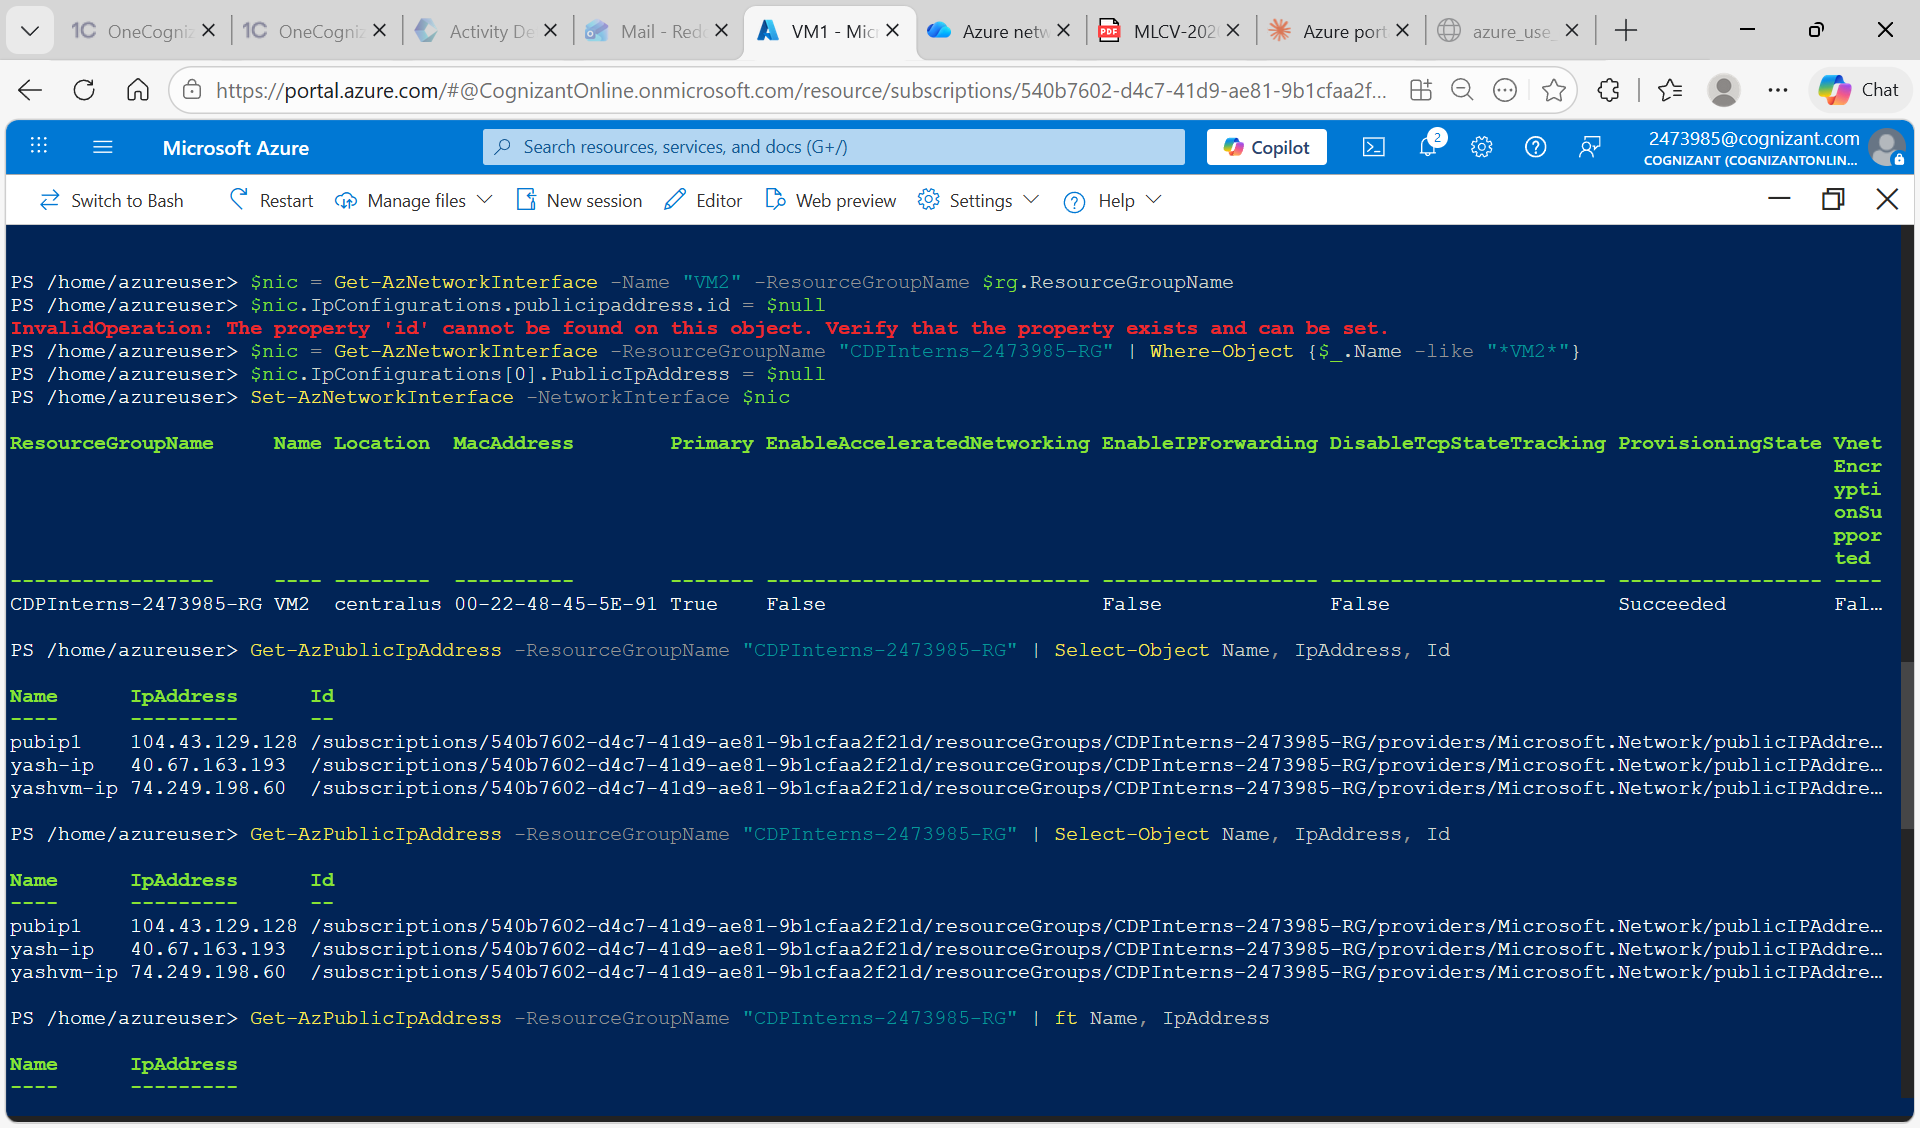 OneCogniz
OneCogniz
Activity De
Mail - Redc
VM1 - Mic
Azure netw
MLCV-202
Azure port
azure_use_
https://portal.azure.com/#@CognizantOnline.onmicrosoft.com/resource/subscriptions/540b7602-d4c7-41d9-ae81-9b1cfaa2f...
Chat
Microsoft Azure
Search resources, services, and docs (G+/)
Copilot
2
2473985@cognizant.com
COGNIZANT (COGNIZANTONLIN...
Switch to Bash
Restart
Manage files
New session
Editor
Web preview
Settings
Help
PS /home/azureuser> $nic = Get-AzNetworkInterface -Name "VM2" -ResourceGroupName $rg.ResourceGroupName
PS /home/azureuser> $nic.IpConfigurations.publicipaddress.id = $null
InvalidOperation: The property 'id' cannot be found on this object. Verify that the property exists and can be set.
PS /home/azureuser> $nic = Get-AzNetworkInterface -ResourceGroupName "CDPInterns-2473985-RG" | Where-Object {$_.Name -like "*VM2*"}
PS /home/azureuser> $nic.IpConfigurations[0].PublicIpAddress = $null
PS /home/azureuser> Set-AzNetworkInterface -NetworkInterface $nic
ResourceGroupName Name Location MacAddress Primary EnableAcceleratedNetworking EnableIPForwarding DisableTcpStateTracking ProvisioningState Vnet
Encr
ypti
onSu
ppor
ted
----------------- ---- -------- ---------- ------- --------------------------- ------------------ ----------------------- ----------------- ----
CDPInterns-2473985-RG VM2 centralus 00-22-48-45-5E-91 True False False False Succeeded Fal…
PS /home/azureuser> Get-AzPublicIpAddress -ResourceGroupName "CDPInterns-2473985-RG" | Select-Object Name, IpAddress, Id
Name IpAddress Id
---- --------- --
pubip1 104.43.129.128 /subscriptions/540b7602-d4c7-41d9-ae81-9b1cfaa2f21d/resourceGroups/CDPInterns-2473985-RG/providers/Microsoft.Network/publicIPAddre…
yash-ip 40.67.163.193 /subscriptions/540b7602-d4c7-41d9-ae81-9b1cfaa2f21d/resourceGroups/CDPInterns-2473985-RG/providers/Microsoft.Network/publicIPAddre…
yashvm-ip 74.249.198.60 /subscriptions/540b7602-d4c7-41d9-ae81-9b1cfaa2f21d/resourceGroups/CDPInterns-2473985-RG/providers/Microsoft.Network/publicIPAddre…
PS /home/azureuser> Get-AzPublicIpAddress -ResourceGroupName "CDPInterns-2473985-RG" | Select-Object Name, IpAddress, Id
Name IpAddress Id
---- --------- --
pubip1 104.43.129.128 /subscriptions/540b7602-d4c7-41d9-ae81-9b1cfaa2f21d/resourceGroups/CDPInterns-2473985-RG/providers/Microsoft.Network/publicIPAddre…
yash-ip 40.67.163.193 /subscriptions/540b7602-d4c7-41d9-ae81-9b1cfaa2f21d/resourceGroups/CDPInterns-2473985-RG/providers/Microsoft.Network/publicIPAddre…
yashvm-ip 74.249.198.60 /subscriptions/540b7602-d4c7-41d9-ae81-9b1cfaa2f21d/resourceGroups/CDPInterns-2473985-RG/providers/Microsoft.Network/publicIPAddre…
PS /home/azureuser> Get-AzPublicIpAddress -ResourceGroupName "CDPInterns-2473985-RG" | ft Name, IpAddress
Name IpAddress
---- ---------